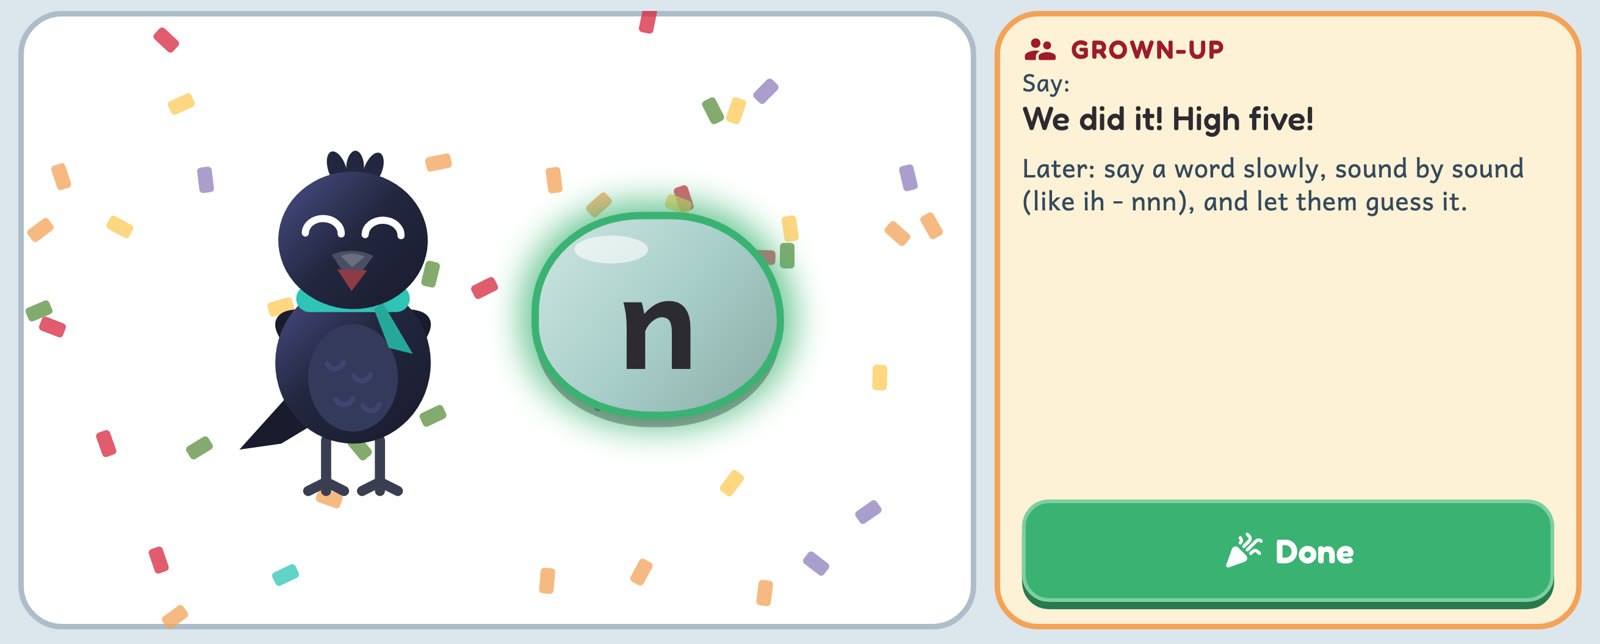 n
GROWN-UP
Say:
We did it! High five!
Later: say a word slowly, sound by sound
(like ih - nnn), and let them guess it.
Done